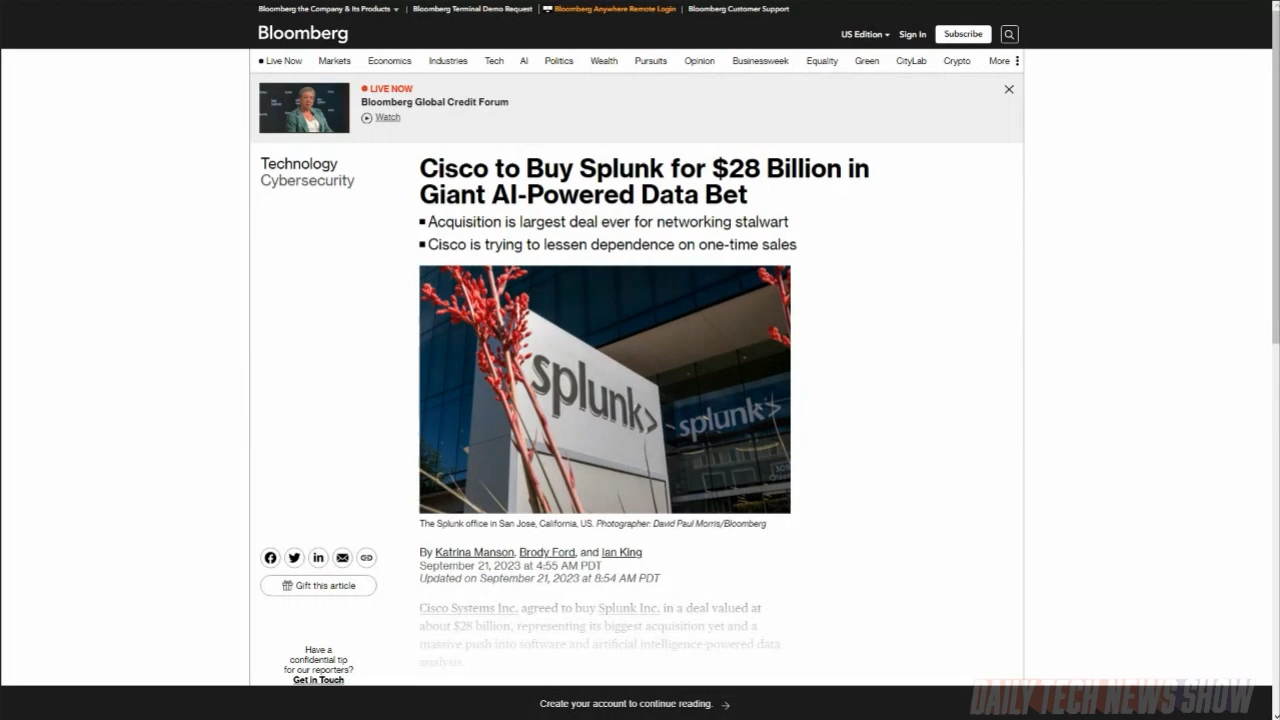 Bloomberg the Company & Its Products
Bloomberg Terminal Demo Request
Bloomberg Anywhere Remote Login
Bloomberg Customer Support
Bloomberg
US Edition
Sign In
Subscribe
Live Now
Markets
Economics
Industries
Tech
AI
Politics
Wealth
Pursuits
Opinion
Businessweek
Equality
Green
CityLab
Crypto
More
LIVE NOW
Bloomberg Global Credit Forum
Watch
Technology
Cybersecurity
Cisco to Buy Splunk for $28 Billion in
Giant AI-Powered Data Bet
Acquisition is largest deal ever for networking stalwart
Cisco is trying to lessen dependence on one-time sales
splunk>
splunk>
The Splunk office in San Jose, California, US. Photographer: David Paul Morris/Bloomberg
By Katrina Manson, Brody Ford, and Ian King
September 21, 2023 at 4:55 AM PDT
Updated on September 21, 2023 at 8:54 AM PDT
Gift this article
Cisco Systems Inc. agreed to buy Splunk Inc. in a deal valued at
about $28 billion, representing its biggest acquisition yet and a
massive push into software and artificial intelligence-powered data
analysis.
Have a
confidential tip
for our reporters?
Get in Touch
Create your account to continue reading.
DAILY TECH NEWS SHOW